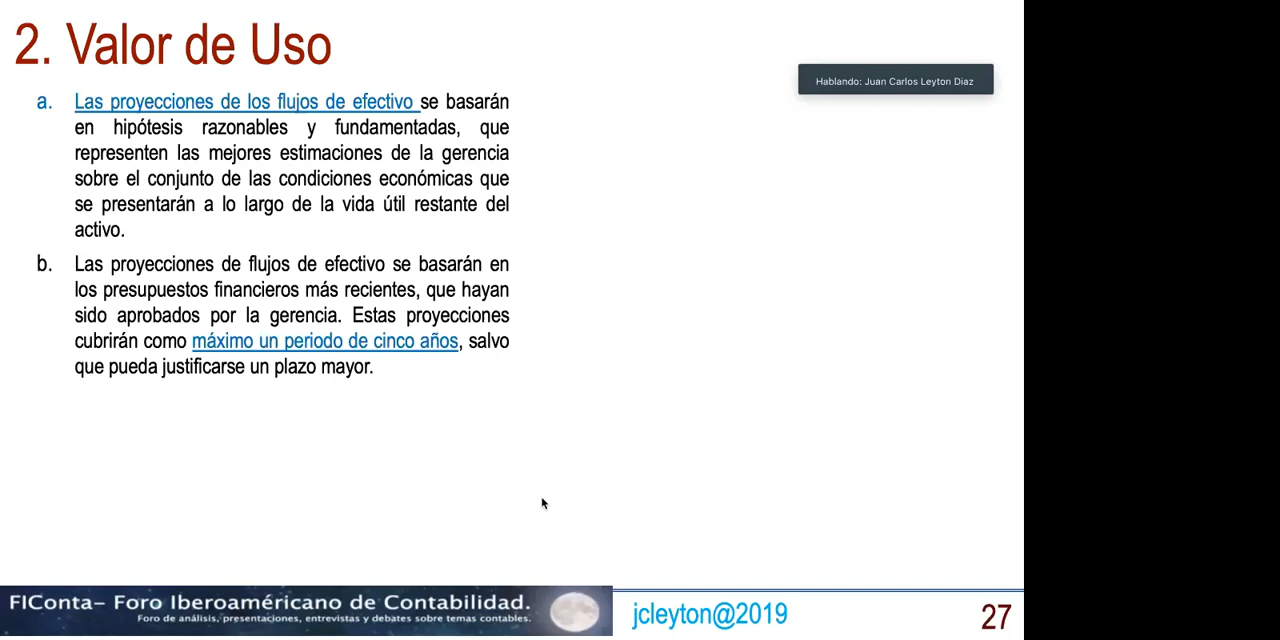 2. Valor de Uso
Hablando: Juan Carlos Leyton Diaz
a. Las proyecciones de los flujos de efectivo se basarán
en hipótesis razonables y fundamentadas, que
representen las mejores estimaciones de la gerencia
sobre el conjunto de las condiciones económicas que
se presentarán a lo largo de la vida útil restante del
activo.
b. Las proyecciones de flujos de efectivo se basarán en
los presupuestos financieros más recientes, que hayan
sido aprobados por la gerencia. Estas proyecciones
cubrirán como máximo un periodo de cinco años, salvo
que pueda justificarse un plazo mayor.
FIConta– Foro Iberoaméricano de Contabilidad.
Foro de análisis, presentaciones, entrevistas y debates sobre temas contables.
jcleyton@2019
27